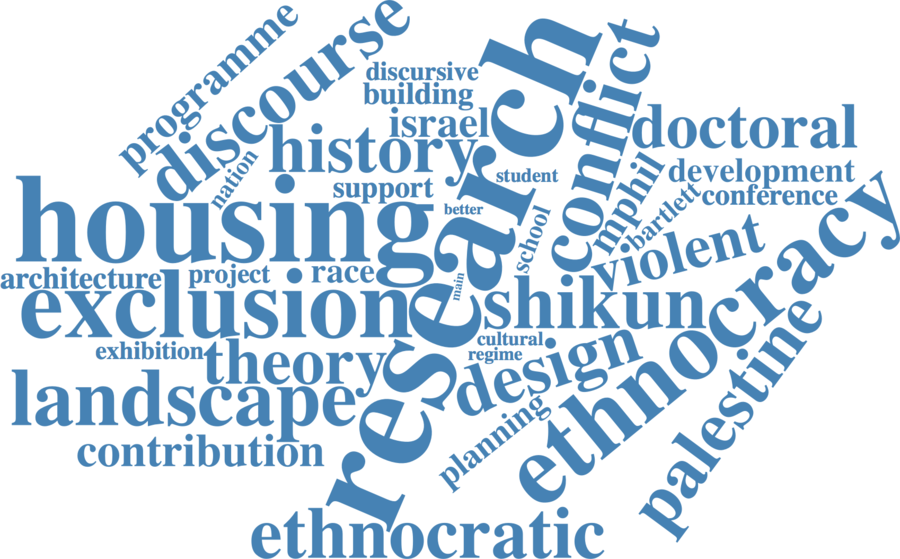 programme
discourse
discursive
building
israel
history
nation
support
research
student
better
conflict
doctoral
mphil
development
bartlett
conference
school
housing
architecture
project
race
main
violent
exclusion
shikun
ethnocracy
exhibition
theory
cultural
regime
design
palestine
landscape
planning
contribution
ethnocratic